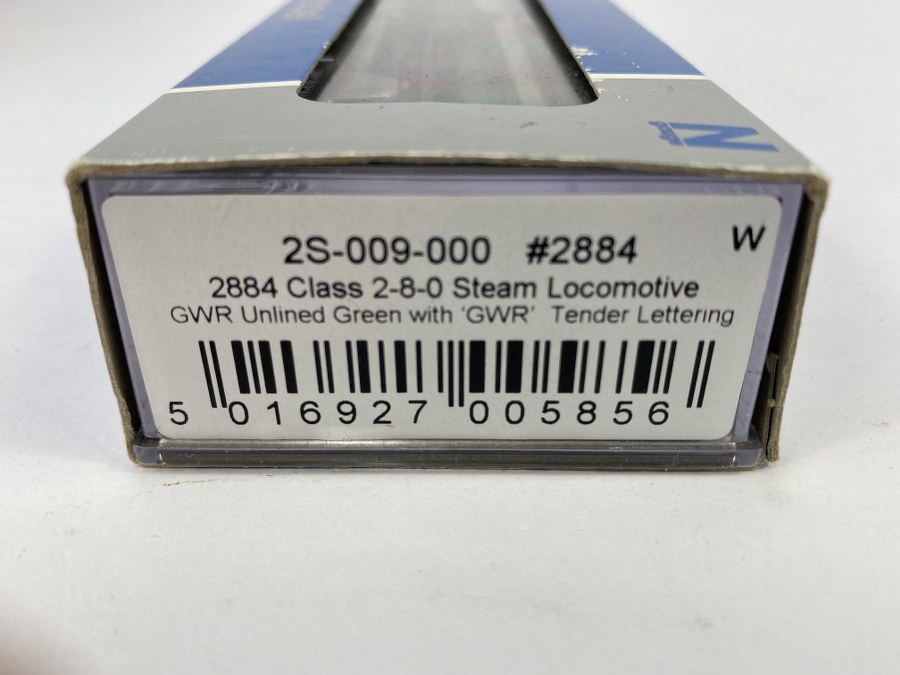 N
W
2S-009-000 #2884
2884 Class 2-8-0 Steam Locomotive
GWR Unlined Green with 'GWR' Tender Lettering
5 016927 005856